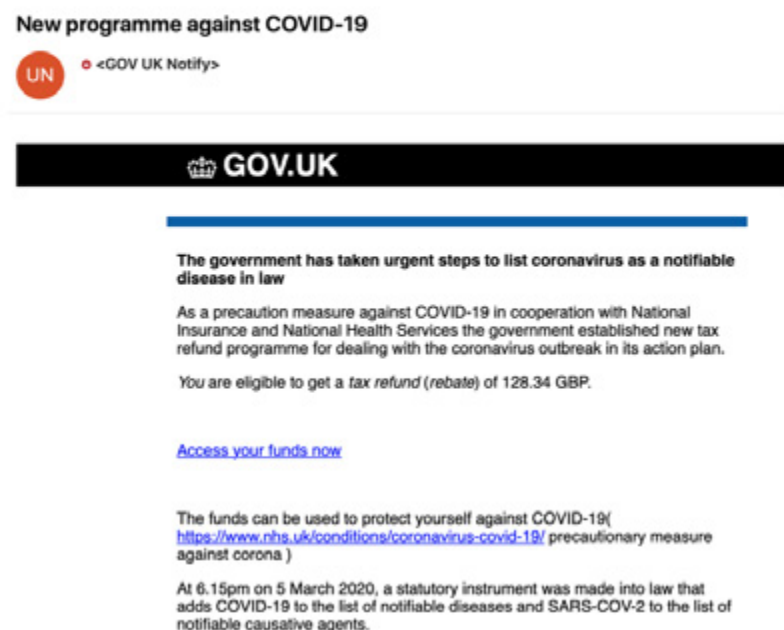 New programme against COVID-19
UN
<GOV UK Notify>
GOV.UK
The government has taken urgent steps to list coronavirus as a notifiable
disease in law
As a precaution measure against COVID-19 in cooperation with National
Insurance and National Health Services the government established new tax
refund programme for dealing with the coronavirus outbreak in its action plan.
You are eligible to get a tax refund (rebate) of 128.34 GBP.
Access your funds now
The funds can be used to protect yourself against COVID-19(
https://www.nhs.uk/conditions/coronavirus-covid-19/ precautionary measure
against corona )
At 6.15pm on 5 March 2020, a statutory instrument was made into law that
adds COVID-19 to the list of notifiable diseases and SARS-COV-2 to the list of
notifiable causative agents.